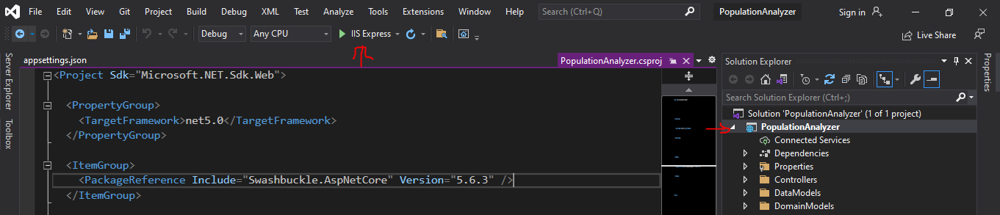 File Edit View Git Project Build Debug XML Test Analyze Tools Extensions Window Help Search (Ctrl+Q) PopulationAnalyzer Sign in
Debug Any CPU IIS Express Live Share
appsettings.json PopulationAnalyzer.csproj Solution Explorer
Server Explorer
Toolbox
Properties
<Project Sdk="Microsoft.NET.Sdk.Web">
<PropertyGroup>
<TargetFramework>net5.0</TargetFramework>
</PropertyGroup>
<ItemGroup>
<PackageReference Include="Swashbuckle.AspNetCore" Version="5.6.3" />
</ItemGroup>
Search Solution Explorer (Ctrl+;)
Solution 'PopulationAnalyzer' (1 of 1 project)
PopulationAnalyzer
Connected Services
Dependencies
Properties
Controllers
DataModels
DomainModels